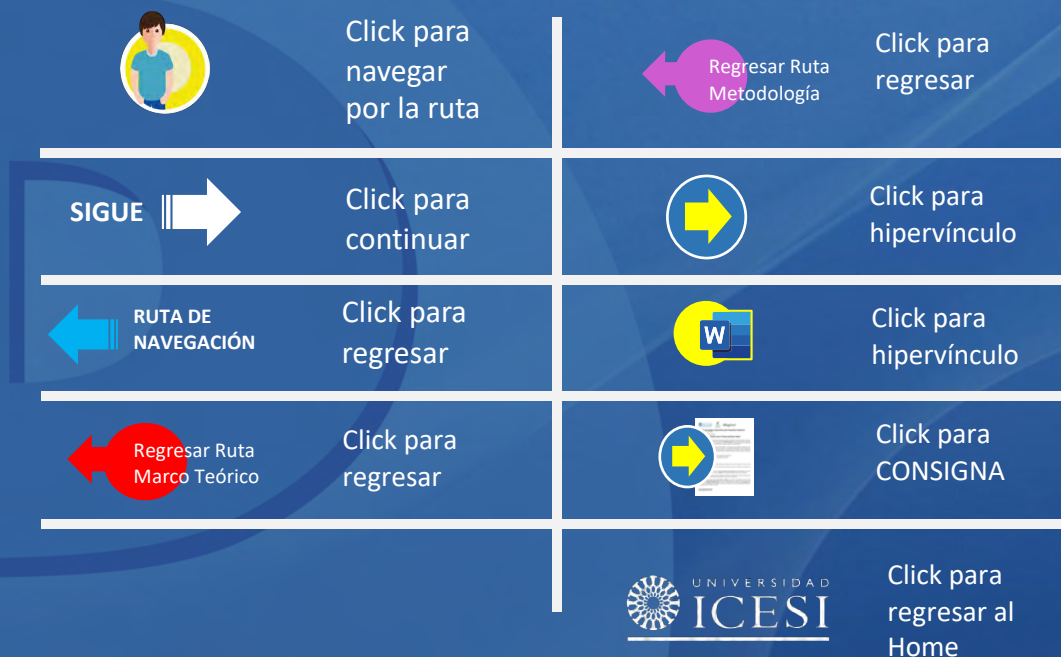 Click para
navegar
por la ruta
Regresar Ruta
Metodología
Click para
regresar
SIGUE
Click para
continuar
Click para
hipervínculo
RUTA DE
NAVEGACIÓN
Click para
regresar
W
Click para
hipervínculo
Regresar Ruta
Marco Teórico
Click para
regresar
Click para
CONSIGNA
UNIVERSIDAD
ICESI
Click para
regresar al
Home